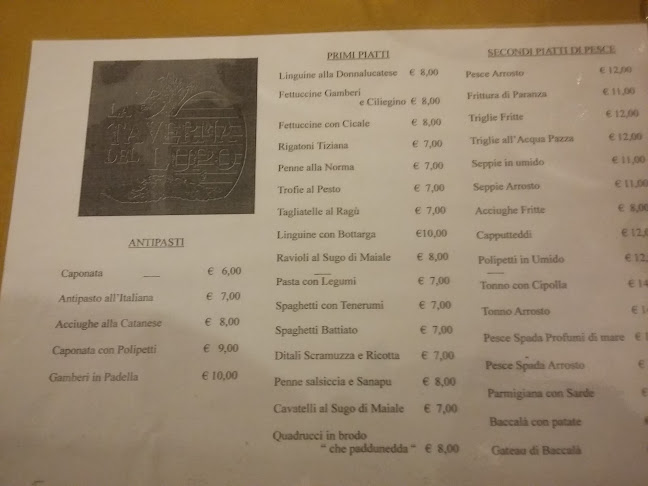 LA
TAVERNA
DEL
ANTIPASTI
Caponata € 6,00
Antipasto all'Italiana € 7,00
Acciughe alla Catanese € 8,00
Caponata con Polipetti € 9,00
Gamberi in Padella € 10,00
PRIMI PIATTI
Linguine alla Donnalucatese € 8,00
Fettuccine Gamberi
e Ciliegino € 8,00
Fettuccine con Cicale € 8,00
Rigatoni Tiziana € 7,00
Penne alla Norma € 7,00
Trofie al Pesto € 7,00
Tagliatelle al Ragù € 7,00
Linguine con Bottarga €10,00
Ravioli al Sugo di Maiale € 8,00
Pasta con Legumi € 7,00
Spaghetti con Tenerumi € 7,00
Spaghetti Battiato € 7,00
Ditali Scramuzza e Ricotta € 7,00
Penne salsiccia e Sanapu € 8,00
Cavatelli al Sugo di Maiale € 7,00
Quadrucci in brodo
“ che paddunedda “ € 8,00
SECONDI PIATTI DI PESCE
Pesce Arrosto € 12,00
Frittura di Paranza € 11,00
Triglie Fritte € 12,00
Triglie all'Acqua Pazza € 12,00
Seppie in umido € 11,00
Seppie Arrosto € 11,00
Acciughe Fritte € 8,00
Capputteddi € 12,0
Polipetti in Umido € 12,
Tonno con Cipolla € 14
Tonno Arrosto € 1
Pesce Spada Profumi di mare € 1
Pesce Spada Arrosto €
Parmigiana con Sarde €
Baccalà con patate €
Gateau di Baccalà €